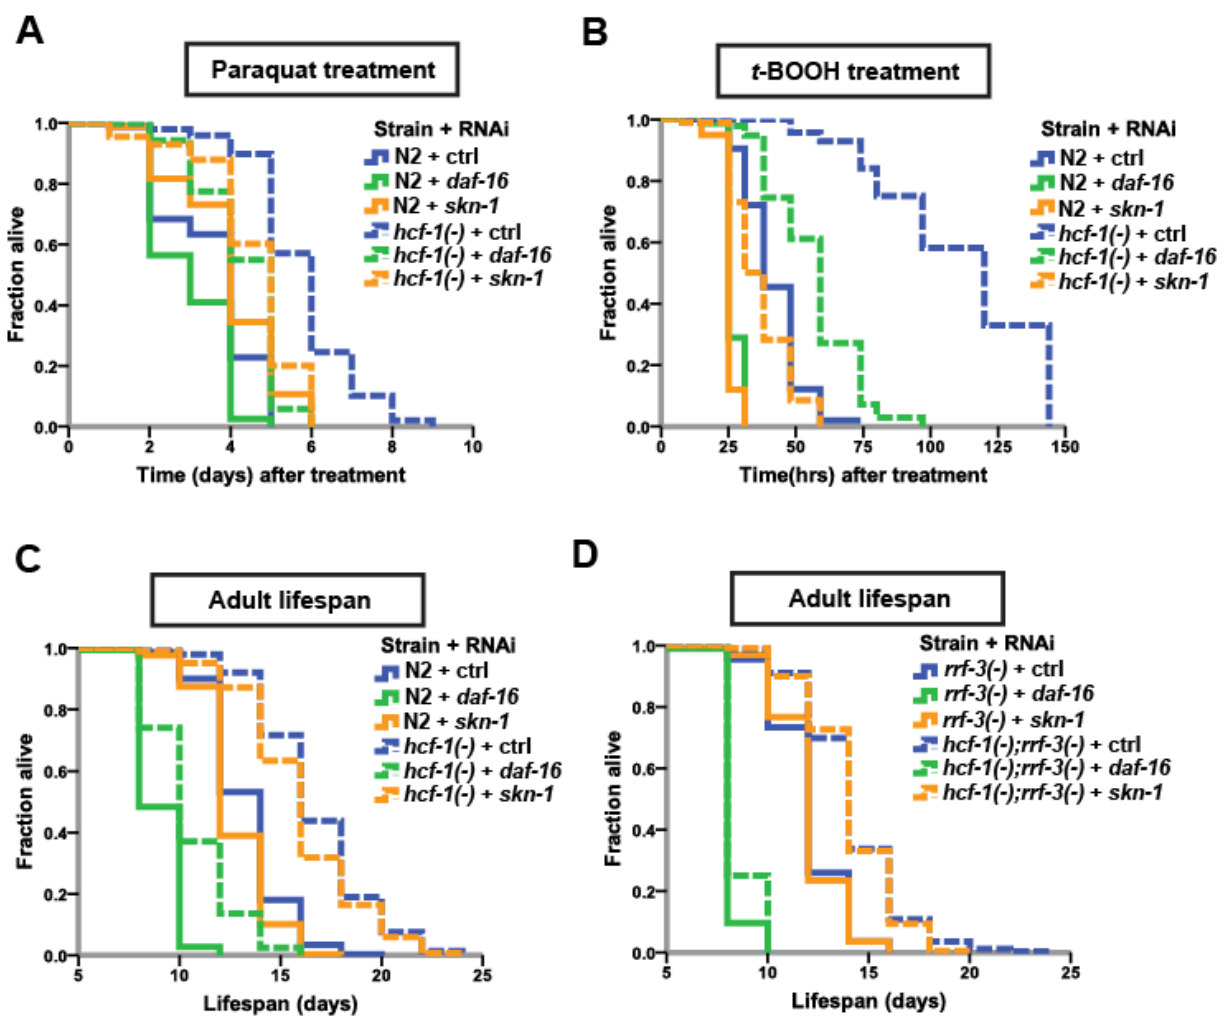 A
Paraquat treatment
Fraction alive
1.0
0.8
0.6
0.4
0.2
0.0
0 2 4 6 8 10
Time (days) after treatment
Strain + RNAi
N2 + ctrl
N2 + daf-16
N2 + skn-1
hcf-1(-) + ctrl
hcf-1(-) + daf-16
hcf-1(-) + skn-1
B
t-BOOH treatment
Fraction alive
1.0
0.8
0.6
0.4
0.2
0.0
0 25 50 75 100 125 150
Time(hrs) after treatment
Strain + RNAi
N2 + ctrl
N2 + daf-16
N2 + skn-1
hcf-1(-) + ctrl
hcf-1(-) + daf-16
hcf-1(-) + skn-1
C
Adult lifespan
Fraction alive
1.0
0.8
0.6
0.4
0.2
0.0
5 10 15 20 25
Lifespan (days)
Strain + RNAi
N2 + ctrl
N2 + daf-16
N2 + skn-1
hcf-1(-) + ctrl
hcf-1(-) + daf-16
hcf-1(-) + skn-1
D
Adult lifespan
Fraction alive
1.0
0.8
0.6
0.4
0.2
0.0
5 10 15 20 25
Lifespan (days)
Strain + RNAi
rrf-3(-) + ctrl
rrf-3(-) + daf-16
rrf-3(-) + skn-1
hcf-1(-);rrf-3(-) + ctrl
hcf-1(-);rrf-3(-) + daf-16
hcf-1(-);rrf-3(-) + skn-1